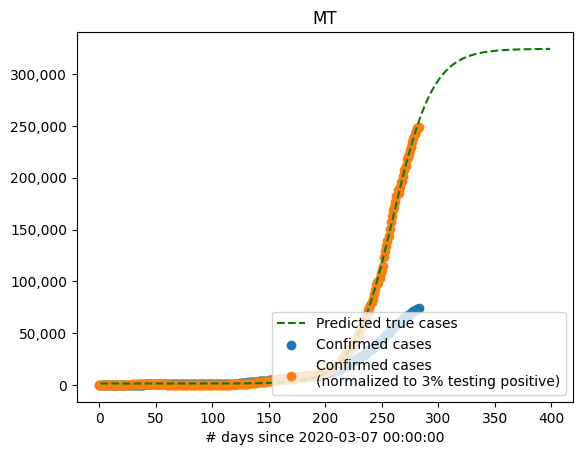 MT
300,000
250,000
200,000
150,000
100,000
50,000
0
Predicted true cases
Confirmed cases
Confirmed cases
(normalized to 3% testing positive)
0 50 100 150 200 250 300 350 400
# days since 2020-03-07 00:00:00